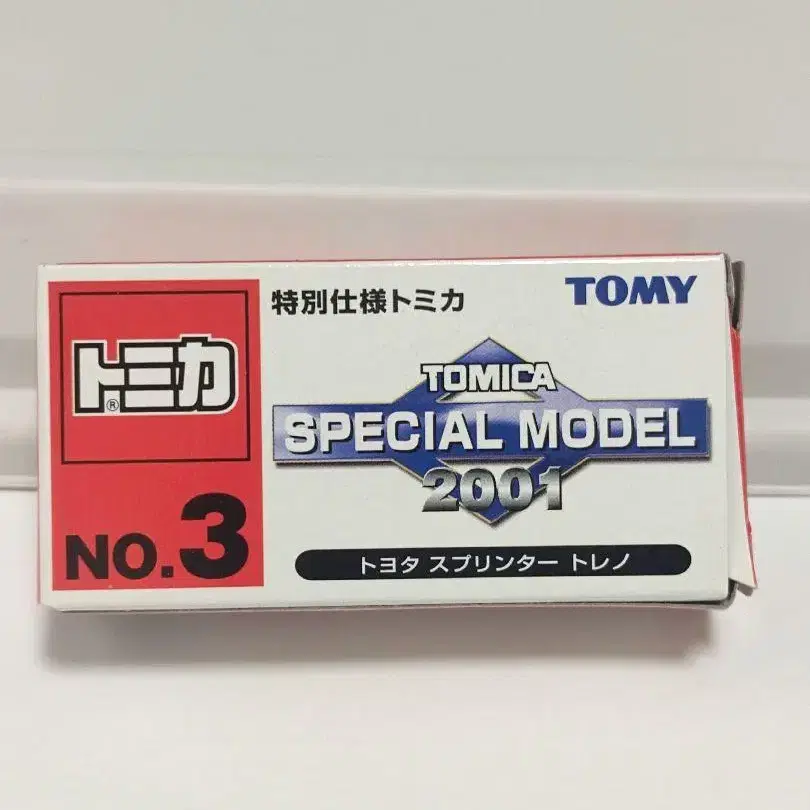 トミカ®
NO.3
特別仕様トミカ
TOMY
TOMICA
SPECIAL MODEL
2001
トヨタ スプリンター トレノ